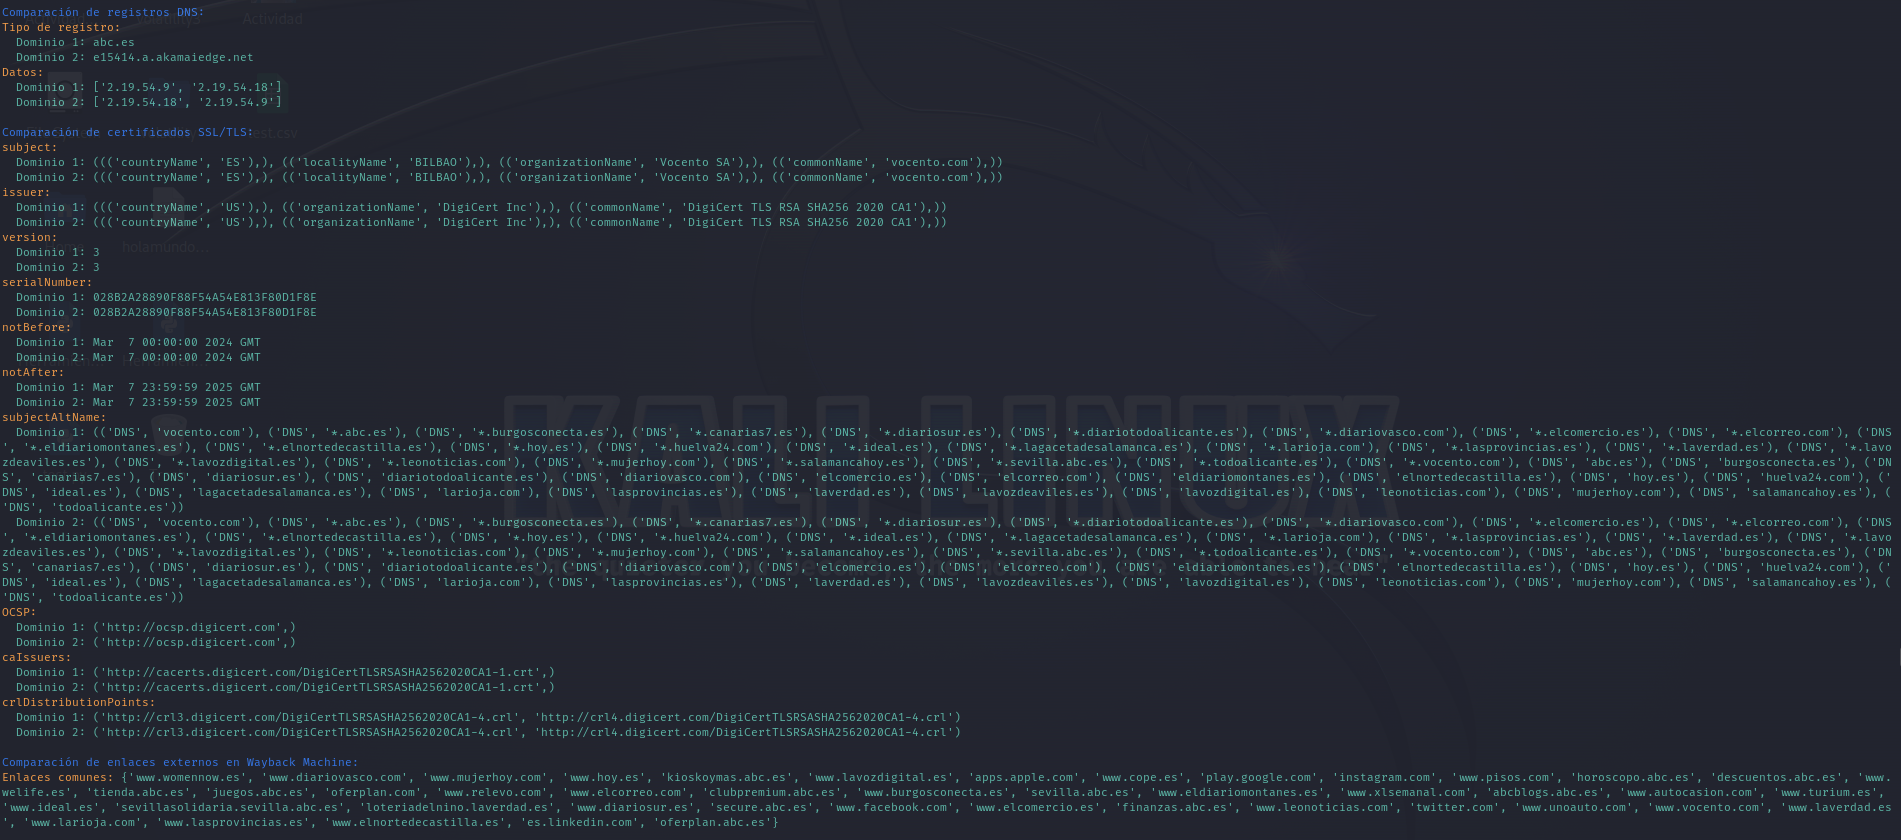 Comparación de registros DNS:
Actividad
Tipo de registro:
  Dominio 1: abc.es
  Dominio 2: e15414.a.akamaiedge.net
Datos:
  Dominio 1: ['2.19.54.9', '2.19.54.18']
  Dominio 2: ['2.19.54.18', '2.19.54.9']
Comparación de certificados SSL/TLS:
est.csv
subject:
  Dominio 1: ((('countryName', 'ES'),), (('localityName', 'BILBAO'),), (('organizationName', 'Vocento SA'),), (('commonName', 'vocento.com'),))
  Dominio 2: ((('countryName', 'ES'),), (('localityName', 'BILBAO'),), (('organizationName', 'Vocento SA'),), (('commonName', 'vocento.com'),))
issuer:
  Dominio 1: ((('countryName', 'US'),), (('organizationName', 'DigiCert Inc'),), (('commonName', 'DigiCert TLS RSA SHA256 2020 CA1'),))
  Dominio 2: ((('countryName', 'US'),), (('organizationName', 'DigiCert Inc'),), (('commonName', 'DigiCert TLS RSA SHA256 2020 CA1'),))
version:
holamundo...
  Dominio 1: 3
  Dominio 2: 3
serialNumber:
  Dominio 1: 028B2A28890F88F54A54E813F80D1F8E
  Dominio 2: 028B2A28890F88F54A54E813F80D1F8E
notBefore:
  Dominio 1: Mar  7 00:00:00 2024 GMT
  Dominio 2: Mar  7 00:00:00 2024 GMT
notAfter:
  Dominio 1: Mar  7 23:59:59 2025 GMT
  Dominio 2: Mar  7 23:59:59 2025 GMT
KALI LINUX
subjectAltName:
  Dominio 1: (('DNS', 'vocento.com'), ('DNS', '*.abc.es'), ('DNS', '*.burgosconecta.es'), ('DNS', '*.canarias7.es'), ('DNS', '*.diariosur.es'), ('DNS', '*.diariotodoalicante.es'), ('DNS', '*.diariovasco.com'), ('DNS', '*.elcomercio.es'), ('DNS', '*.elcorreo.com'), ('DNS
', '*.eldiariomontanes.es'), ('DNS', '*.elnortedecastilla.es'), ('DNS', '*.hoy.es'), ('DNS', '*.huelva24.com'), ('DNS', '*.ideal.es'), ('DNS', '*.lagacetadesalamanca.es'), ('DNS', '*.larioja.com'), ('DNS', '*.lasprovincias.es'), ('DNS', '*.laverdad.es'), ('DNS', '*.lavo
zdeaviles.es'), ('DNS', '*.lavozdigital.es'), ('DNS', '*.leonoticias.com'), ('DNS', '*.mujerhoy.com'), ('DNS', '*.salamancahoy.es'), ('DNS', '*.sevilla.abc.es'), ('DNS', '*.todoalicante.es'), ('DNS', '*.vocento.com'), ('DNS', 'abc.es'), ('DNS', 'burgosconecta.es'), ('DN
S', 'canarias7.es'), ('DNS', 'diariosur.es'), ('DNS', 'diariotodoalicante.es'), ('DNS', 'diariovasco.com'), ('DNS', 'elcomercio.es'), ('DNS', 'elcorreo.com'), ('DNS', 'eldiariomontanes.es'), ('DNS', 'elnortedecastilla.es'), ('DNS', 'hoy.es'), ('DNS', 'huelva24.com'), ('
DNS', 'ideal.es'), ('DNS', 'lagacetadesalamanca.es'), ('DNS', 'larioja.com'), ('DNS', 'lasprovincias.es'), ('DNS', 'laverdad.es'), ('DNS', 'lavozdeaviles.es'), ('DNS', 'lavozdigital.es'), ('DNS', 'leonoticias.com'), ('DNS', 'mujerhoy.com'), ('DNS', 'salamancahoy.es'), (
'DNS', 'todoalicante.es'))
  Dominio 2: (('DNS', 'vocento.com'), ('DNS', '*.abc.es'), ('DNS', '*.burgosconecta.es'), ('DNS', '*.canarias7.es'), ('DNS', '*.diariosur.es'), ('DNS', '*.diariotodoalicante.es'), ('DNS', '*.diariovasco.com'), ('DNS', '*.elcomercio.es'), ('DNS', '*.elcorreo.com'), ('DNS
', '*.eldiariomontanes.es'), ('DNS', '*.elnortedecastilla.es'), ('DNS', '*.hoy.es'), ('DNS', '*.huelva24.com'), ('DNS', '*.ideal.es'), ('DNS', '*.lagacetadesalamanca.es'), ('DNS', '*.larioja.com'), ('DNS', '*.lasprovincias.es'), ('DNS', '*.laverdad.es'), ('DNS', '*.lavo
zdeaviles.es'), ('DNS', '*.lavozdigital.es'), ('DNS', '*.leonoticias.com'), ('DNS', '*.mujerhoy.com'), ('DNS', '*.salamancahoy.es'), ('DNS', '*.sevilla.abc.es'), ('DNS', '*.todoalicante.es'), ('DNS', '*.vocento.com'), ('DNS', 'abc.es'), ('DNS', 'burgosconecta.es'), ('DN
S', 'canarias7.es'), ('DNS', 'diariosur.es'), ('DNS', 'diariotodoalicante.es'), ('DNS', 'diariovasco.com'), ('DNS', 'elcomercio.es'), ('DNS', 'elcorreo.com'), ('DNS', 'eldiariomontanes.es'), ('DNS', 'elnortedecastilla.es'), ('DNS', 'hoy.es'), ('DNS', 'huelva24.com'), ('
DNS', 'ideal.es'), ('DNS', 'lagacetadesalamanca.es'), ('DNS', 'larioja.com'), ('DNS', 'lasprovincias.es'), ('DNS', 'laverdad.es'), ('DNS', 'lavozdeaviles.es'), ('DNS', 'lavozdigital.es'), ('DNS', 'leonoticias.com'), ('DNS', 'mujerhoy.com'), ('DNS', 'salamancahoy.es'), (
'DNS', 'todoalicante.es'))
OCSP:
  Dominio 1: ('http://ocsp.digicert.com',)
  Dominio 2: ('http://ocsp.digicert.com',)
caIssuers:
  Dominio 1: ('http://cacerts.digicert.com/DigiCertTLSRSASHA2562020CA1-1.crt',)
  Dominio 2: ('http://cacerts.digicert.com/DigiCertTLSRSASHA2562020CA1-1.crt',)
crlDistributionPoints:
  Dominio 1: ('http://crl3.digicert.com/DigiCertTLSRSASHA2562020CA1-4.crl', 'http://crl4.digicert.com/DigiCertTLSRSASHA2562020CA1-4.crl')
  Dominio 2: ('http://crl3.digicert.com/DigiCertTLSRSASHA2562020CA1-4.crl', 'http://crl4.digicert.com/DigiCertTLSRSASHA2562020CA1-4.crl')
Comparación de enlaces externos en Wayback Machine:
Enlaces comunes: {'www.womennow.es', 'www.diariovasco.com', 'www.mujerhoy.com', 'www.hoy.es', 'kioskoymas.abc.es', 'www.lavozdigital.es', 'apps.apple.com', 'www.cope.es', 'play.google.com', 'instagram.com', 'www.pisos.com', 'horoscopo.abc.es', 'descuentos.abc.es', 'www.
welife.es', 'tienda.abc.es', 'juegos.abc.es', 'oferplan.com', 'www.relevo.com', 'www.elcorreo.com', 'clubpremium.abc.es', 'www.burgosconecta.es', 'sevilla.abc.es', 'www.eldiariomontanes.es', 'www.xlsemanal.com', 'abcblogs.abc.es', 'www.autocasion.com', 'www.turium.es',
 'www.ideal.es', 'sevillasolidaria.sevilla.abc.es', 'loteriadelnino.laverdad.es', 'www.diariosur.es', 'secure.abc.es', 'www.facebook.com', 'www.elcomercio.es', 'finanzas.abc.es', 'www.leonoticias.com', 'twitter.com', 'www.unoauto.com', 'www.vocento.com', 'www.laverdad.es
', 'www.larioja.com', 'www.lasprovincias.es', 'www.elnortedecastilla.es', 'es.linkedin.com', 'oferplan.abc.es'}